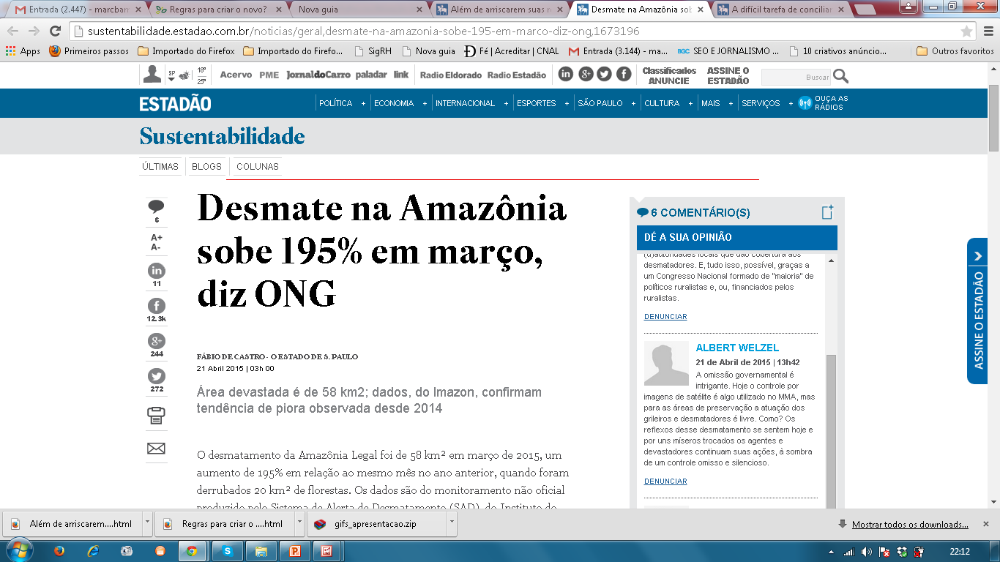 Entrada (2.447) - marcbarr
Regras para criar o novo?
Nova guia
Além de arriscarem suas r
Desmate na Amazônia sob
A difícil tarefa de conciliar
sustentabilidade.estadao.com.br/noticias/geral,desmate-na-amazonia-sobe-195-em-marco-diz-ong,1673196
Apps
Primeiros passos
Importado do Firefox
Importado do Firefo...
SigRH
Nova guia
Fé | Acreditar | CNAL
Entrada (3.144) - ma...
BGC SEO E JORNALISMO ...
10 criativos anúncio...
Outros favoritos
SP 18° 25°
Acervo PME JornaldoCarro paladar link
Radio Eldorado Radio Estadão
Classificados ANUNCIE
ASSINE O ESTADÃO
Buscar
ESTADÃO
POLÍTICA + ECONOMIA + INTERNACIONAL + ESPORTES + SÃO PAULO + CULTURA + MAIS + SERVIÇOS +
OUÇA AS RÁDIOS
Sustentabilidade
ÚLTIMAS BLOGS COLUNAS
6
A+
A-
11
12.3k
244
272
Desmate na Amazônia
sobe 195% em março,
diz ONG
FÁBIO DE CASTRO - O ESTADO DE S. PAULO
21 Abril 2015 | 03h 00
Área devastada é de 58 km2; dados, do Imazon, confirmam
tendência de piora observada desde 2014
O desmatamento da Amazônia Legal foi de 58 km² em março de 2015, um
aumento de 195% em relação ao mesmo mês no ano anterior, quando foram
derrubados 20 km² de florestas. Os dados são do monitoramento não oficial
produzido pelo Sistema de Alerta de Desmatamento (SAD), do Instituto do
6 COMENTÁRIO(S)
DÊ A SUA OPINIÃO
(d)autoridades locais que dão cobertura aos
desmatadores. E, tudo isso, possível, graças a
um Congresso Nacional formado de "maioria" de
políticos ruralistas e, ou, financiados pelos
ruralistas.
DENUNCIAR
ALBERT WELZEL
21 de Abril de 2015 | 13h42
A omissão governamental é
intrigante. Hoje o controle por
imagens de satélite é algo utilizado no MMA, mas
para as áreas de preservação a atuação dos
grileiros e desmatadores é livre. Como? Os
reflexos desse desmatamento se sentem hoje e
por uns míseros trocados os agentes e
devastadores continuam suas ações, à sombra
de um controle omisso e silencioso.
DENUNCIAR
ASSINE O ESTADÃO
Além de arriscarem....html
Regras para criar o ....html
gifs_apresentacao.zip
Mostrar todos os downloads...
22:12